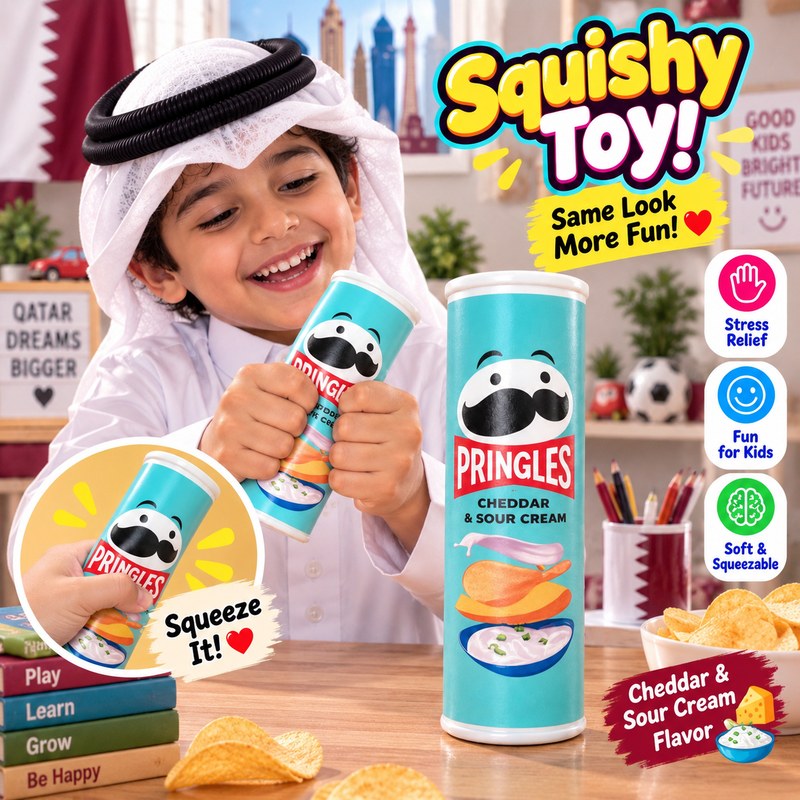 Squishy
Toy!
Same Look
More Fun! ❤
GOOD
KIDS
BRIGHT
FUTURE
QATAR
DREAMS
BIGGER
♥
Stress
Relief
Fun
for Kids
Soft &
Squeezable
PRINGLES
PRINGLES
CHEDDAR
& SOUR CREAM
PRINGLES
Squeeze
It! ❤
Play
Learn
Grow
Be Happy
Cheddar &
Sour Cream
Flavor